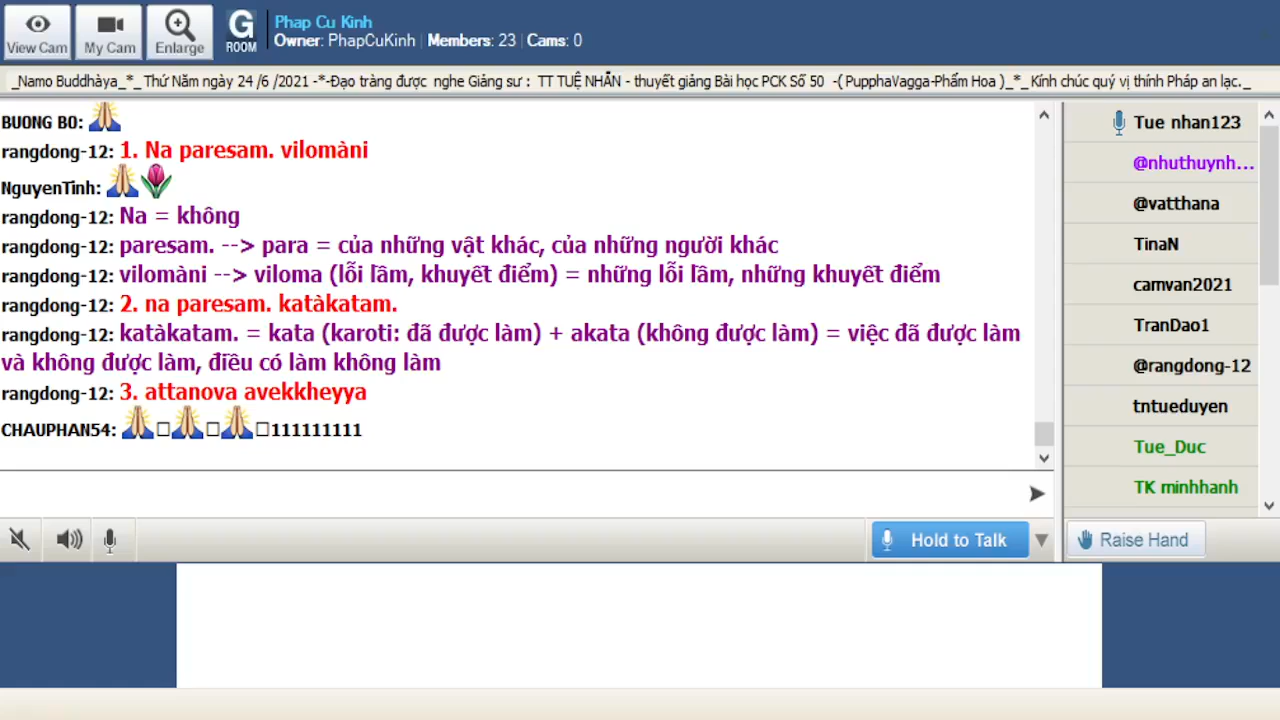 View Cam
My Cam
Enlarge
G ROOM
Phap Cu Kinh
Owner: PhapCuKinh | Members: 23 | Cams: 0
_Namo Buddhàya_*_ Thứ Năm ngày 24 /6 /2021 -*-Đạo tràng được nghe Giảng sư : TT TUỆ NHẪN - thuyết giảng Bài học PCK Số 50 -( PupphaVagga-Phẩm Hoa )_*_ Kính chúc quý vị thính Pháp an lạc._
BUONG BO:
rangdong-12: 1. Na paresam. vilomàni
NguyenTinh:
rangdong-12: Na = không
rangdong-12: paresam. --> para = của những vật khác, của những người khác
rangdong-12: vilomàni --> viloma (lỗi lầm, khuyết điểm) = những lỗi lầm, những khuyết điểm
rangdong-12: 2. na paresam. katàkatam.
rangdong-12: katàkatam. = kata (karoti: đã được làm) + akata (không được làm) = việc đã được làm
và không được làm, điều có làm không làm
rangdong-12: 3. attanova avekkheyya
CHAUPHAN54: 111111111
Tue nhan123
@nhuthuynh...
@vatthana
TinaN
camvan2021
TranDao1
@rangdong-12
tntueduyen
Tue_Duc
TK minhhanh
Hold to Talk
Raise Hand